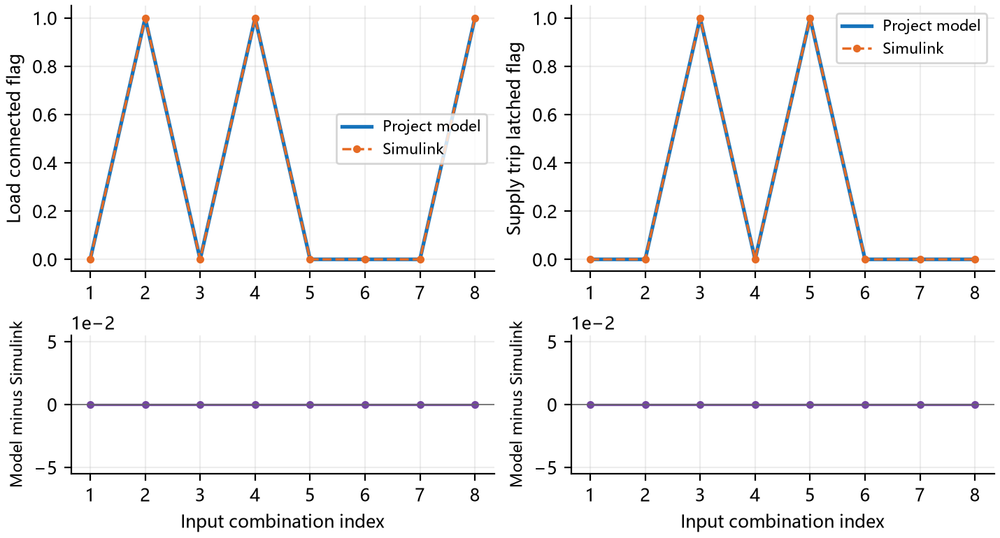 Load connected flag
1.0
0.8
0.6
0.4
0.2
0.0
Project model
Simulink
1 2 3 4 5 6 7 8
Supply trip latched flag
1.0
0.8
0.6
0.4
0.2
0.0
Project model
Simulink
1 2 3 4 5 6 7 8
Model minus Simulink
1e−2
5
0
−5
1 2 3 4 5 6 7 8
Input combination index
Model minus Simulink
1e−2
5
0
−5
1 2 3 4 5 6 7 8
Input combination index